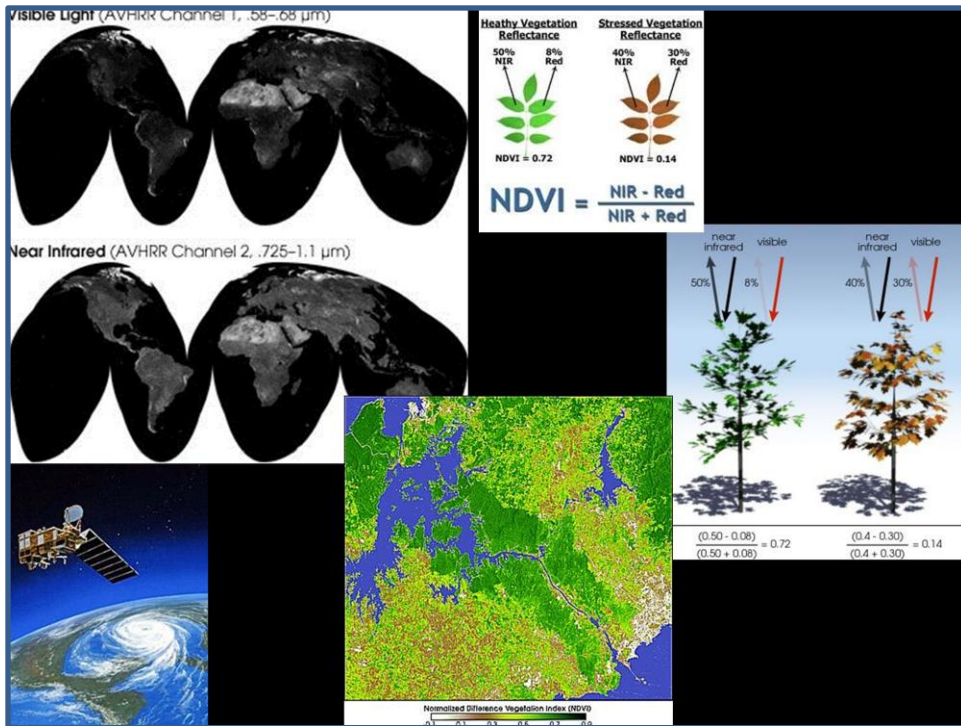 Visible Light (AVHRR Channel 1, .58–.68 µm)
Near Infrared (AVHRR Channel 2, .725–1.1 µm)
Heathy Vegetation
Reflectance
Stressed Vegetation
Reflectance
50%
NIR
8%
Red
40%
NIR
30%
Red
NDVI = 0.72
NDVI = 0.14
NDVI = NIR - Red
NIR + Red
near
infrared
visible
near
infrared
visible
50%
8%
40%
30%
(0.50 - 0.08)
(0.50 + 0.08)
= 0.72
(0.4 - 0.30)
(0.4 + 0.30)
= 0.14
Normalized Difference Vegetation Index (NDVI)